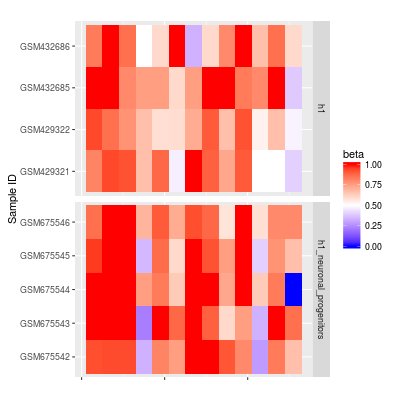 Sample ID
GSM432686
GSM432685
GSM429322
GSM429321
h1
GSM675546
GSM675545
GSM675544
GSM675543
GSM675542
h1_neuronal_progenitors
beta
1.00
0.75
0.50
0.25
0.00